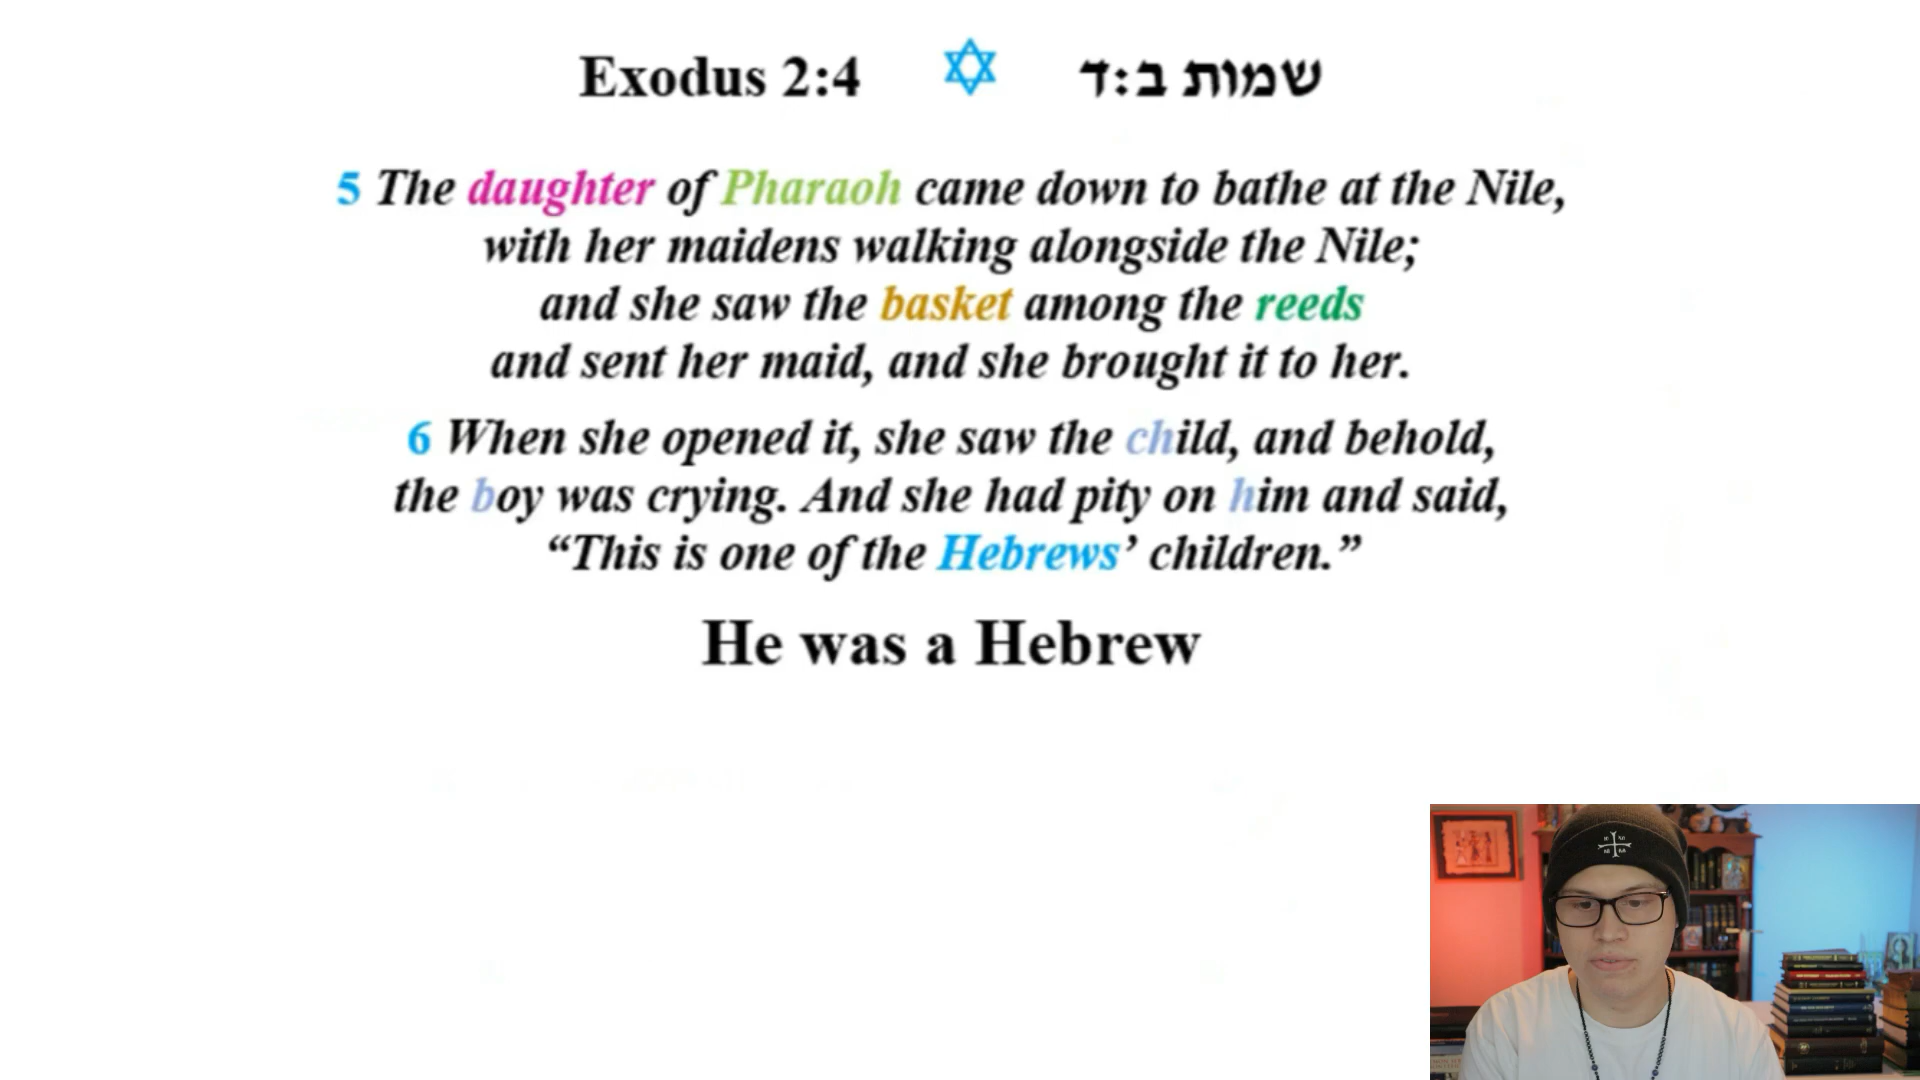 Exodus 2:4 ✡ שמות ב:ד
5 The daughter of Pharaoh came down to bathe at the Nile,
with her maidens walking alongside the Nile;
and she saw the basket among the reeds
and sent her maid, and she brought it to her.
6 When she opened it, she saw the child, and behold,
the boy was crying. And she had pity on him and said,
“This is one of the Hebrews’ children.”
He was a Hebrew